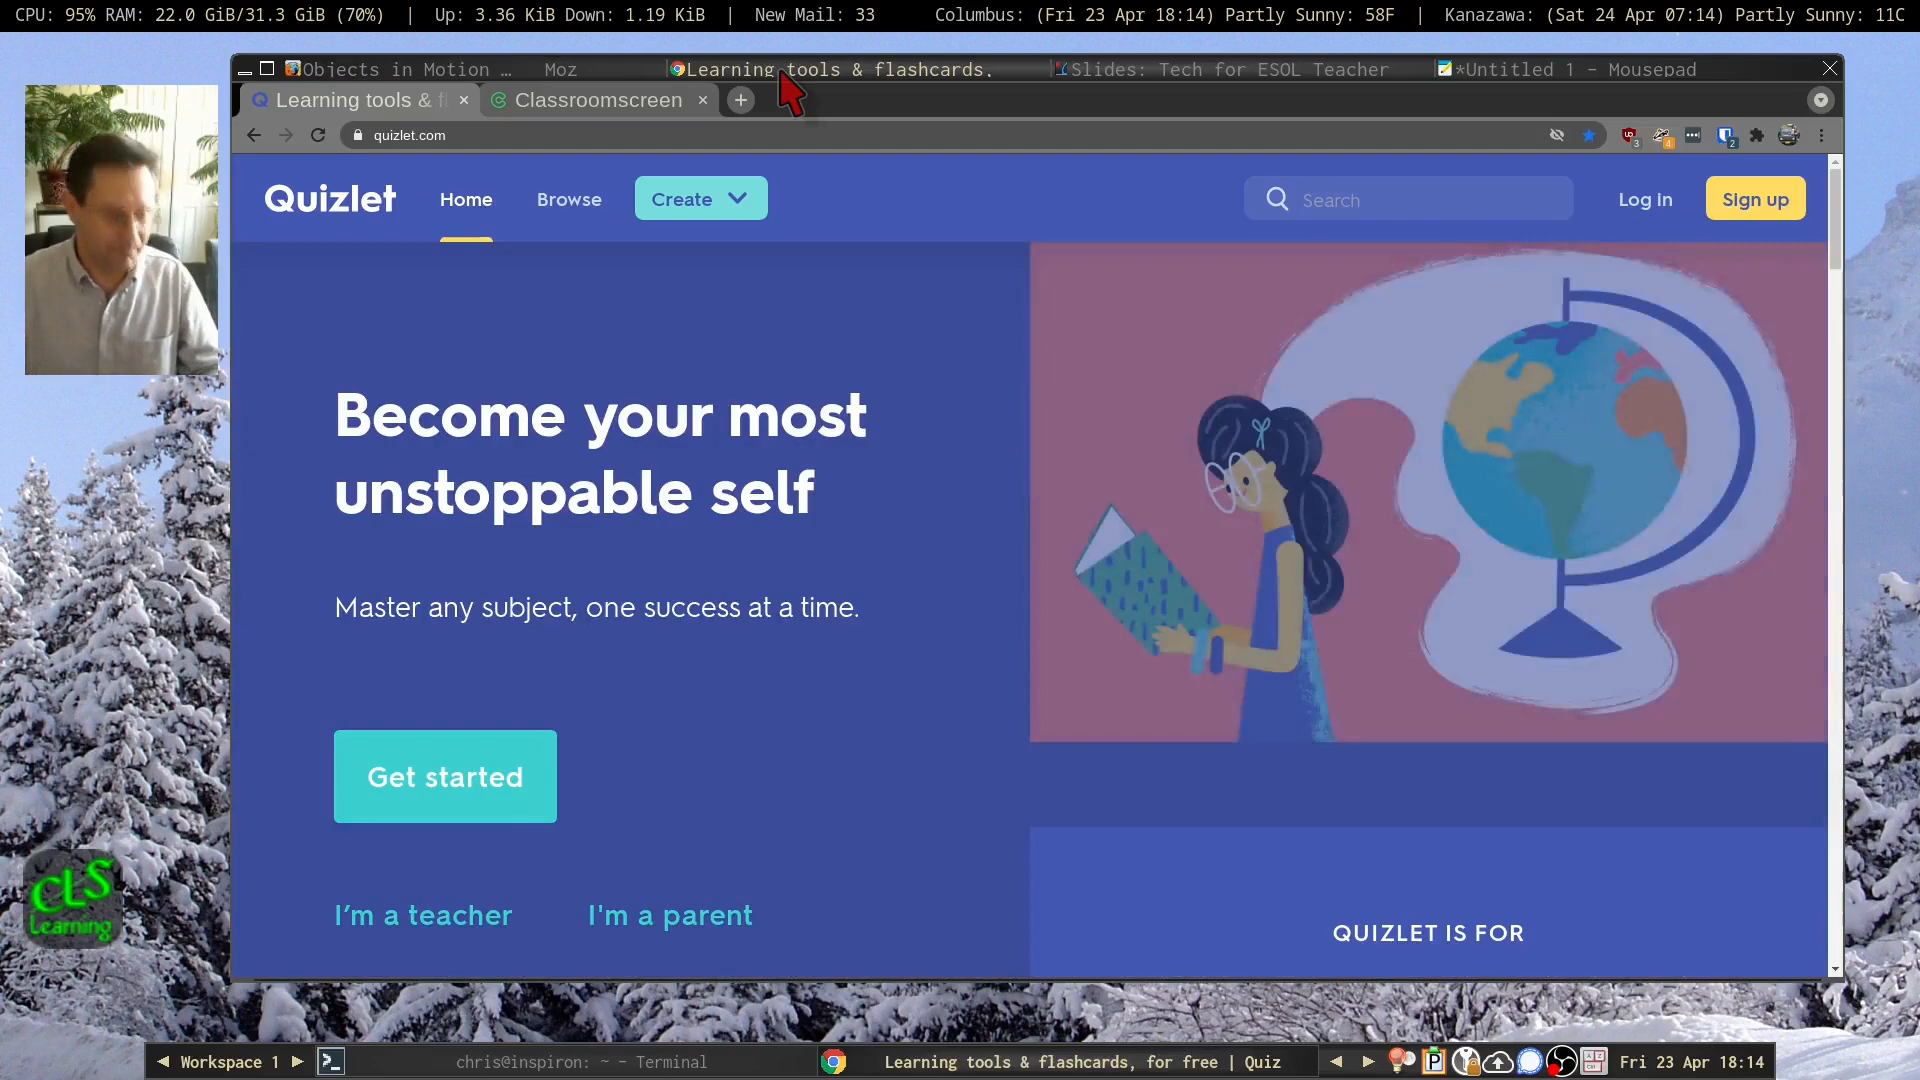 CPU: 95% RAM: 22.0 GiB/31.3 GiB (70%) | Up: 3.36 KiB Down: 1.19 KiB | New Mail: 33 Columbus: (Fri 23 Apr 18:14) Partly Sunny: 58F | Kanazawa: (Sat 24 Apr 07:14) Partly Sunny: 11C
Objects in Motion … Moz
Learning tools & flashcards,
Slides: Tech for ESOL Teacher
*Untitled 1 - Mousepad
Learning tools & fl
Classroomscreen
quizlet.com
3
4
2
Quizlet
Home
Browse
Create
Search
Log in
Sign up
Become your most
unstoppable self
Master any subject, one success at a time.
Get started
I'm a teacher
I'm a parent
QUIZLET IS FOR
CLS
Learning
Workspace 1
chris@inspiron: ~ - Terminal
Learning tools & flashcards, for free | Quiz
Fri 23 Apr 18:14